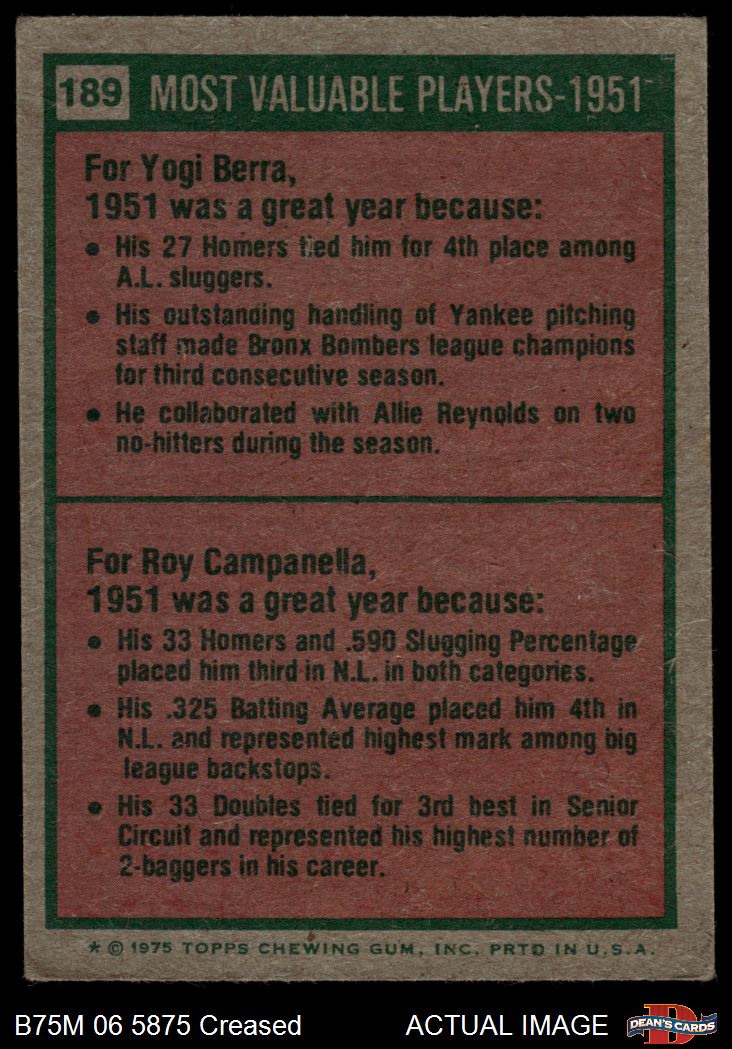 189 MOST VALUABLE PLAYERS-1951
For Yogi Berra,
1951 was a great year because:
• His 27 Homers tied him for 4th place among
A.L. sluggers.
• His outstanding handling of Yankee pitching
staff made Bronx Bombers league champions
for third consecutive season.
• He collaborated with Allie Reynolds on two
no-hitters during the season.
For Roy Campanella,
1951 was a great year because:
• His 33 Homers and .590 Slugging Percentage
placed him third in N.L. in both categories.
• His .325 Batting Average placed him 4th in
N.L. and represented highest mark among big
league backstops.
• His 33 Doubles tied for 3rd best in Senior
Circuit and represented his highest number of
2-baggers in his career.
* © 1975 TOPPS CHEWING GUM, INC. PRTD IN U.S.A.
B75M 06 5875 Creased ACTUAL IMAGE DEAN'S CARDS